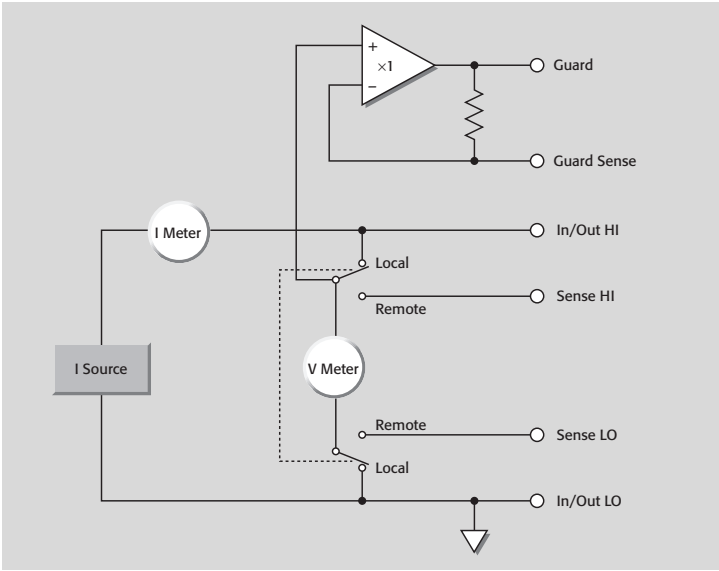 +
×1
−
Guard
Guard Sense
I Meter
In/Out HI
Local
Sense HI
Remote
I Source
V Meter
Remote
Sense LO
Local
In/Out LO